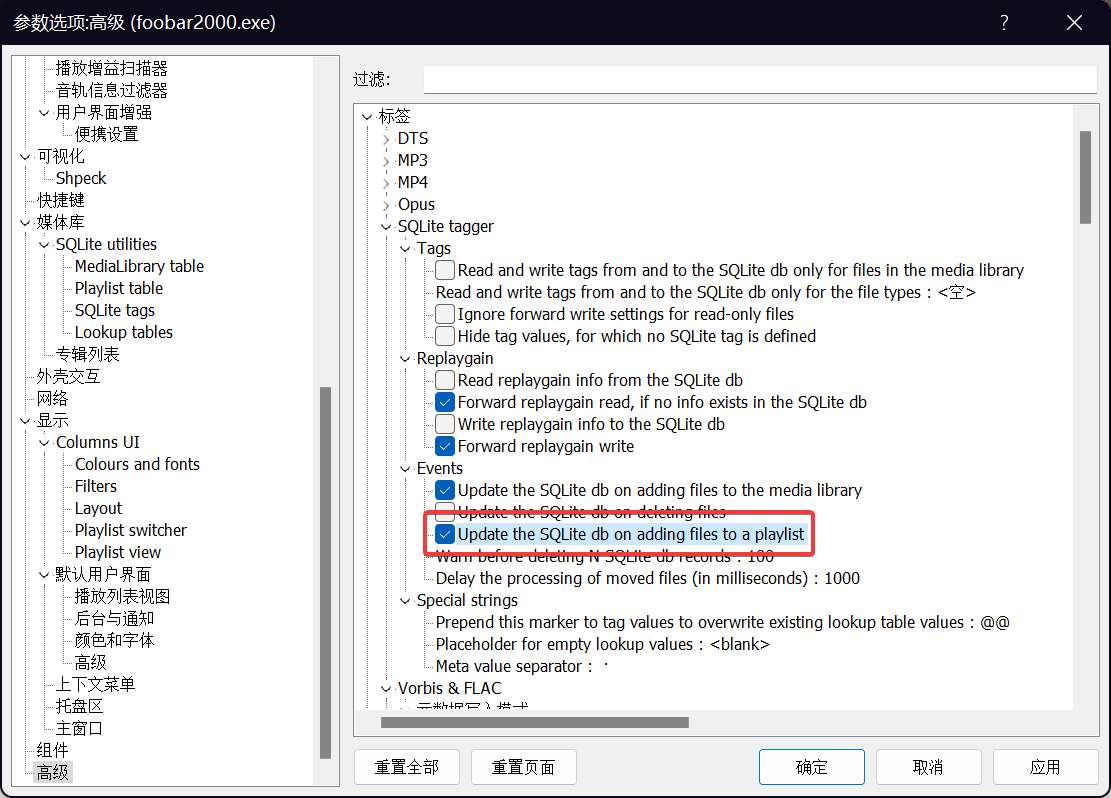 参数选项:高级 (foobar2000.exe)
?
播放增益扫描器
音轨信息过滤器
用户界面增强
便携设置
可视化
Shpeck
快捷键
媒体库
SQLite utilities
MediaLibrary table
Playlist table
SQLite tags
Lookup tables
专辑列表
外壳交互
网络
显示
Columns UI
Colours and fonts
Filters
Layout
Playlist switcher
Playlist view
默认用户界面
播放列表视图
后台与通知
颜色和字体
高级
上下文菜单
托盘区
主窗口
组件
高级
过滤:
标签
DTS
MP3
MP4
Opus
SQLite tagger
Tags
Read and write tags from and to the SQLite db only for files in the media library
Read and write tags from and to the SQLite db only for the file types : <空>
Ignore forward write settings for read-only files
Hide tag values, for which no SQLite tag is defined
Replaygain
Read replaygain info from the SQLite db
Forward replaygain read, if no info exists in the SQLite db
Write replaygain info to the SQLite db
Forward replaygain write
Events
Update the SQLite db on adding files to the media library
Update the SQLite db on deleting files
Update the SQLite db on adding files to a playlist
Warn before deleting N SQLite db records : 100
Delay the processing of moved files (in milliseconds) : 1000
Special strings
Prepend this marker to tag values to overwrite existing lookup table values : @@
Placeholder for empty lookup values : <blank>
Meta value separator : ·
Vorbis & FLAC
元数据写入模式
重置全部
重置页面
确定
取消
应用